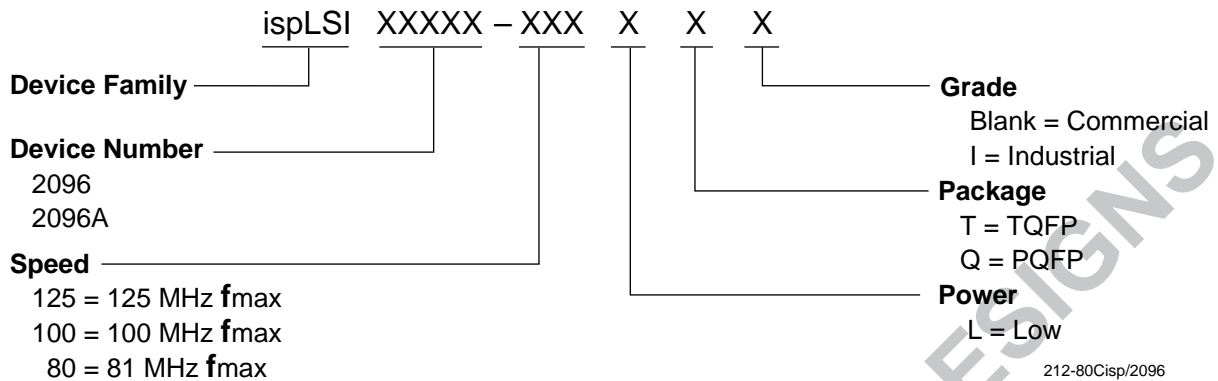 ispLSI XXXXX – XXX X X X
Device Family
Device Number
2096
2096A
Speed
125 = 125 MHz fmax
100 = 100 MHz fmax
80 = 81 MHz fmax
Grade
Blank = Commercial
I = Industrial
Package
T = TQFP
Q = PQFP
Power
L = Low
212-80Cisp/2096